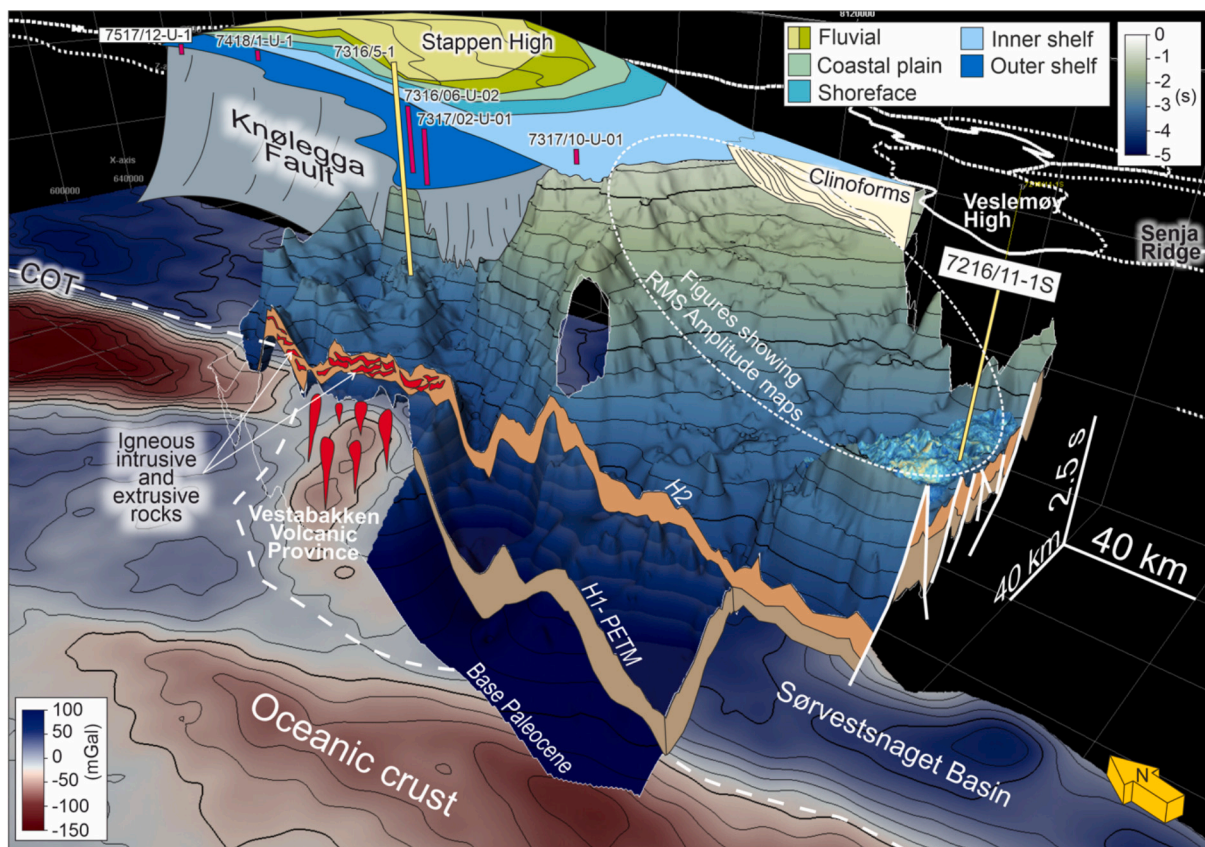 7517/12-U-1
7418/1-U-1
7316/5-1
Stappen High
7316/06-U-02
7317/02-U-01
7317/10-U-01
8120000
Fluvial
Coastal plain
Shoreface
Inner shelf
Outer shelf
0
-1
-2
-3
-4
-5
(s)
Knølegga
Fault
X-axis
600000
640000
Clinoforms
Veslemøy
High
Senja
Ridge
7216/11-1S
COT
Figures showing
RMS Amplitude maps
Igneous
intrusive
and
extrusive
rocks
Vestabakken
Volcanic
Province
H2
H1-PETM
Base Paleocene
2.5 s
40 km
40 km
Sørvestsnaget Basin
Oceanic crust
100
50
0
-50
-100
-150
(mGal)
N